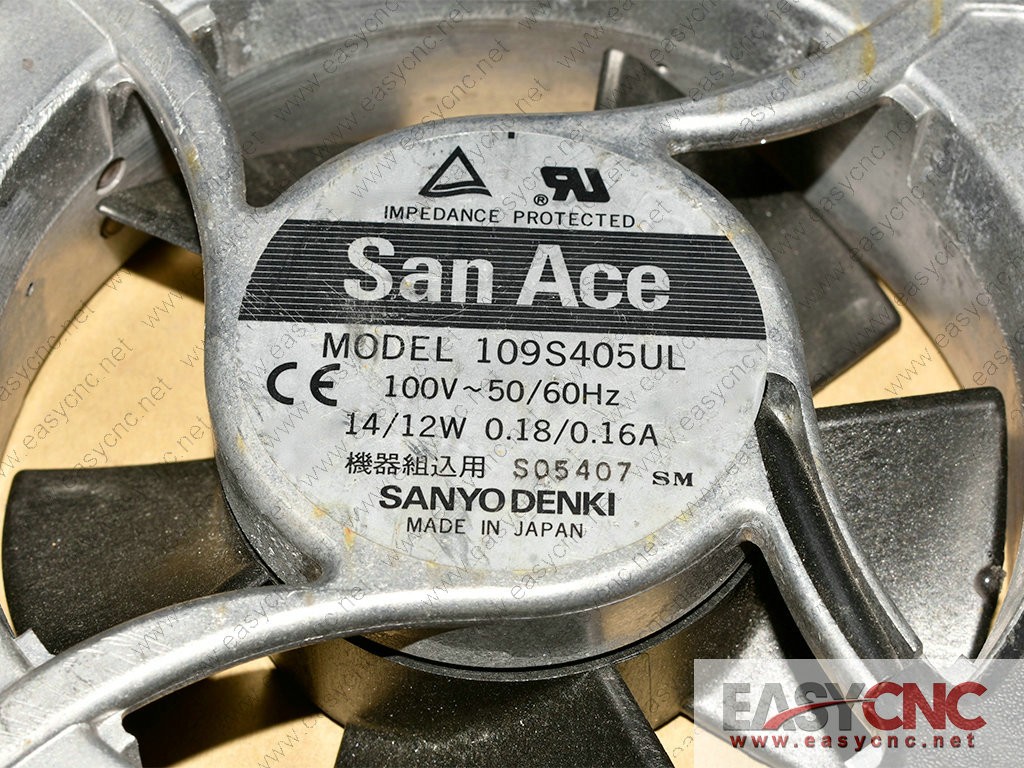 ® RU
IMPEDANCE PROTECTED
San Ace
MODEL 109S405UL
CE 100V~50/60Hz
14/12W 0.18/0.16A
機器組込用 S05407 SM
SANYO DENKI
MADE IN JAPAN
EASYCNC
www.easycnc.net